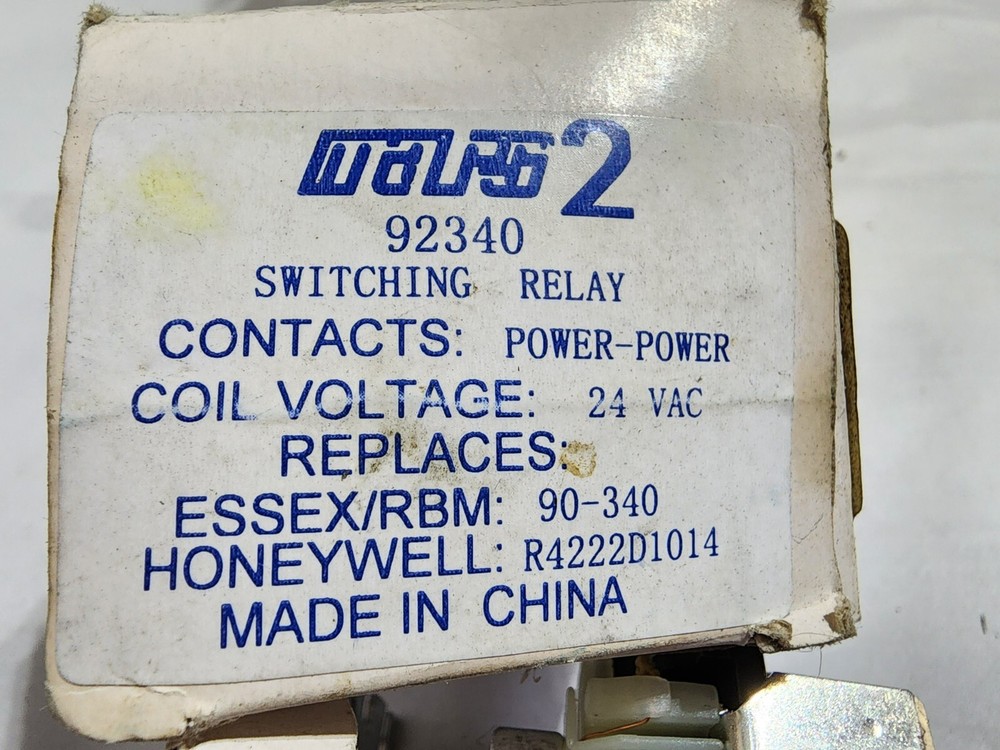 MARS 2
92340
SWITCHING RELAY
CONTACTS: POWER-POWER
COIL VOLTAGE: 24 VAC
REPLACES:
ESSEX/RBM: 90-340
HONEYWELL: R4222D1014
MADE IN CHINA